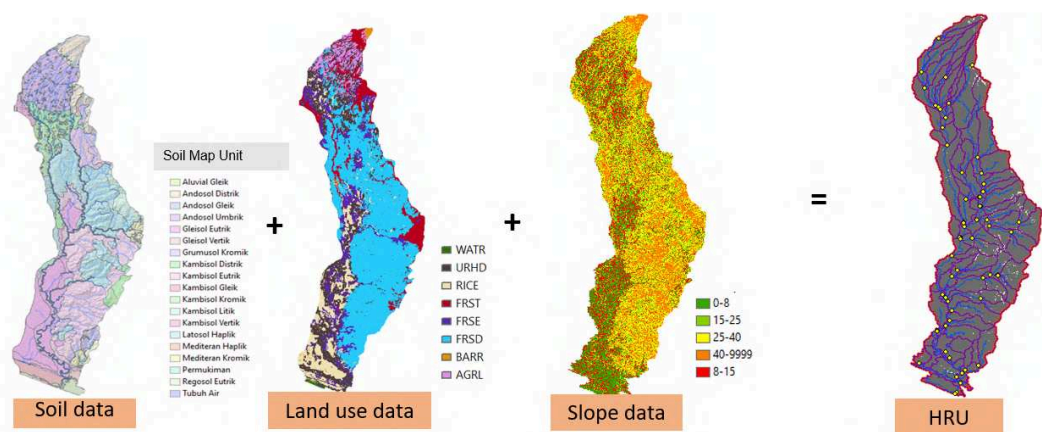 Soil Map Unit
Aluvial Gleik
Andosol Distrik
Andosol Gleik
Andosol Umbrik
Gleisol Eutrik
Gleisol Vertik
Grumusol Kromik
Kambisol Distrik
Kambisol Eutrik
Kambisol Gleik
Kambisol Kromik
Kambisol Litik
Kambisol Vertik
Latosol Haplik
Mediteran Haplik
Mediteran Kromik
Permukiman
Regosol Eutrik
Tubuh Air
+
WATR
URHD
RICE
FRST
FRSE
FRSD
BARR
AGRL
+
0-8
15-25
25-40
40-9999
8-15
=
Soil data
Land use data
Slope data
HRU